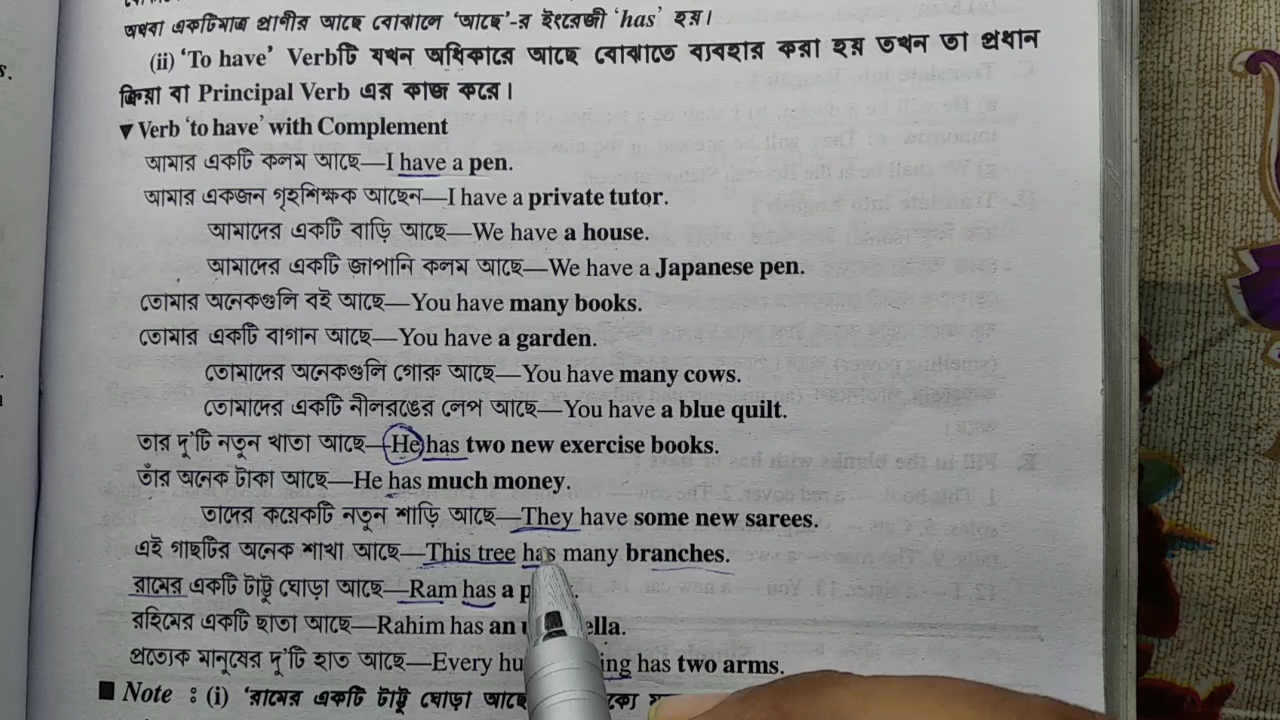 অথবা একটিমাত্র প্রাণীর আছে বোঝালে ‘আছে’-র ইংরেজী ‘has’ হয়।
(ii) ‘To have’ Verbটি যখন অধিকারে আছে বোঝাতে ব্যবহার করা হয় তখন তা প্রধান
ক্রিয়া বা Principal Verb এর কাজ করে।
▼ Verb ‘to have’ with Complement
আমার একটি কলম আছে—I have a pen.
আমার একজন গৃহশিক্ষক আছেন—I have a private tutor.
আমাদের একটি বাড়ি আছে—We have a house.
আমাদের একটি জাপানি কলম আছে—We have a Japanese pen.
তোমার অনেকগুলি বই আছে—You have many books.
তোমার একটি বাগান আছে—You have a garden.
তোমাদের অনেকগুলি গোরু আছে—You have many cows.
তোমাদের একটি নীলরঙের লেপ আছে—You have a blue quilt.
তার দু’টি নতুন খাতা আছে—He has two new exercise books.
তাঁর অনেক টাকা আছে—He has much money.
তাদের কয়েকটি নতুন শাড়ি আছে—They have some new sarees.
এই গাছটির অনেক শাখা আছে—This tree has many branches.
রামের একটি টাট্টু ঘোড়া আছে—Ram has a
রহিমের একটি ছাতা আছে—Rahim has an
প্রত্যেক মানুষের দু’টি হাত আছে—Every has two arms.
■ Note : (i) ‘রামের একটি টাট্টু ঘোড়া আছে